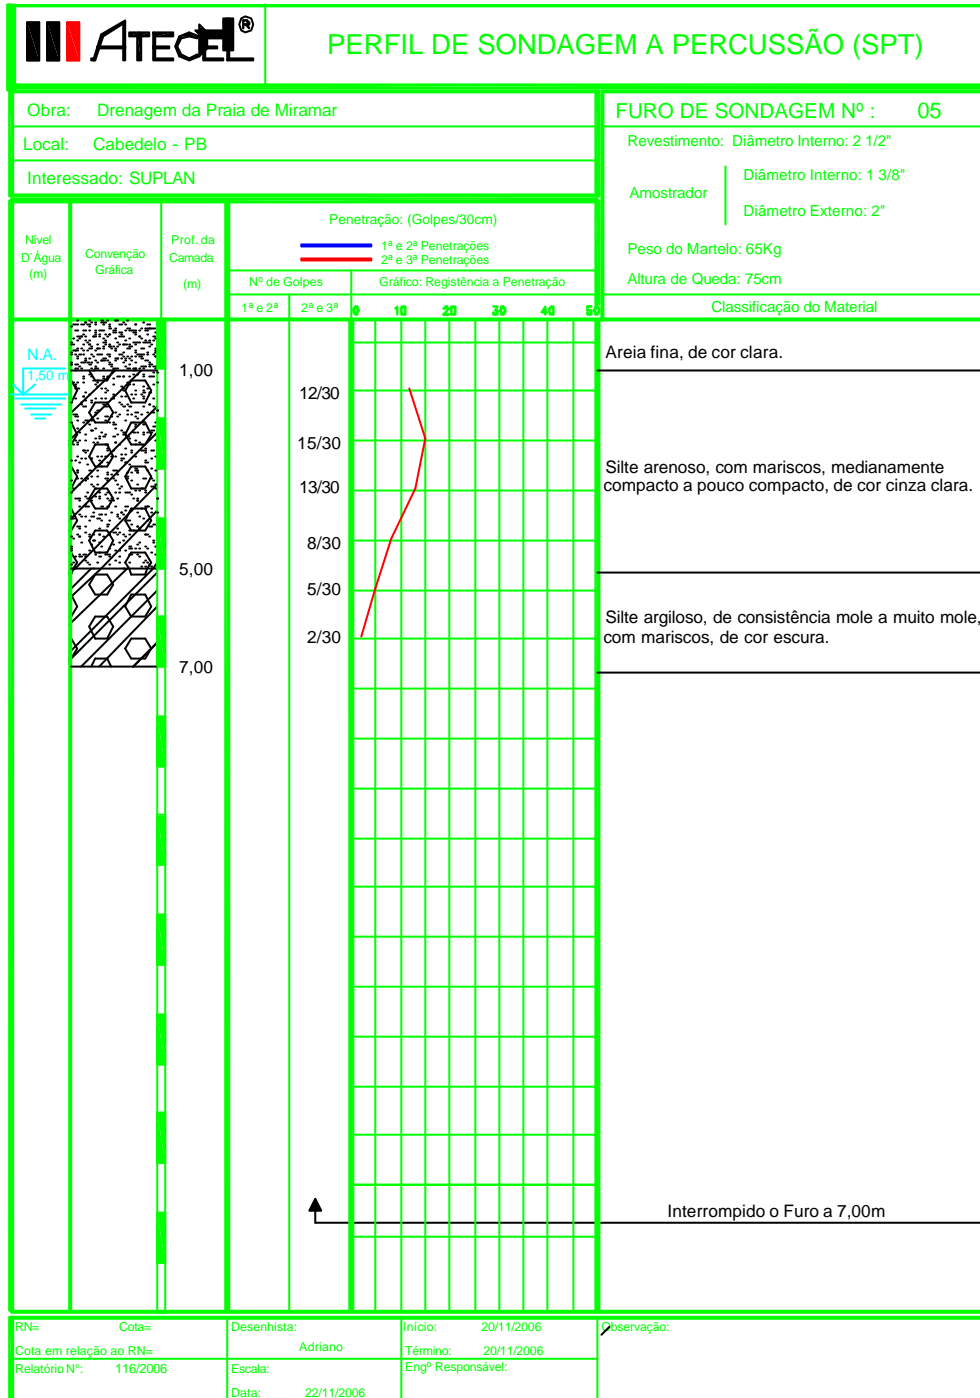 ATECEL®
PERFIL DE SONDAGEM A PERCUSSÃO (SPT)
Obra: Drenagem da Praia de Miramar
Local: Cabedelo - PB
Interessado: SUPLAN
FURO DE SONDAGEM Nº : 05
Revestimento: Diâmetro Interno: 2 1/2"
Amostrador
Diâmetro Interno: 1 3/8"
Diâmetro Externo: 2"
Peso do Martelo: 65Kg
Altura de Queda: 75cm
Classificação do Material
Nível
D`Água
(m)
Convenção
Gráfica
Prof. da
Camada
(m)
Penetração: (Golpes/30cm)
1ª e 2ª Penetrações
2ª e 3ª Penetrações
Nº de Golpes
Gráfico: Registência a Penetração
1ª e 2ª 2ª e 3ª
0 10 20 30 40 50
N.A.
1,50 m
1,00
5,00
7,00
12/30
15/30
13/30
8/30
5/30
2/30
Areia fina, de cor clara.
Silte arenoso, com mariscos, medianamente
compacto a pouco compacto, de cor cinza clara.
Silte argiloso, de consistência mole a muito mole,
com mariscos, de cor escura.
Interrompido o Furo a 7,00m
RN= Cota=
Cota em relação ao RN=
Relatório Nº: 116/2006
Desenhista:
Adriano
Escala:
Data: 22/11/2006
Início: 20/11/2006
Término: 20/11/2006
Engº Responsável:
Observação: